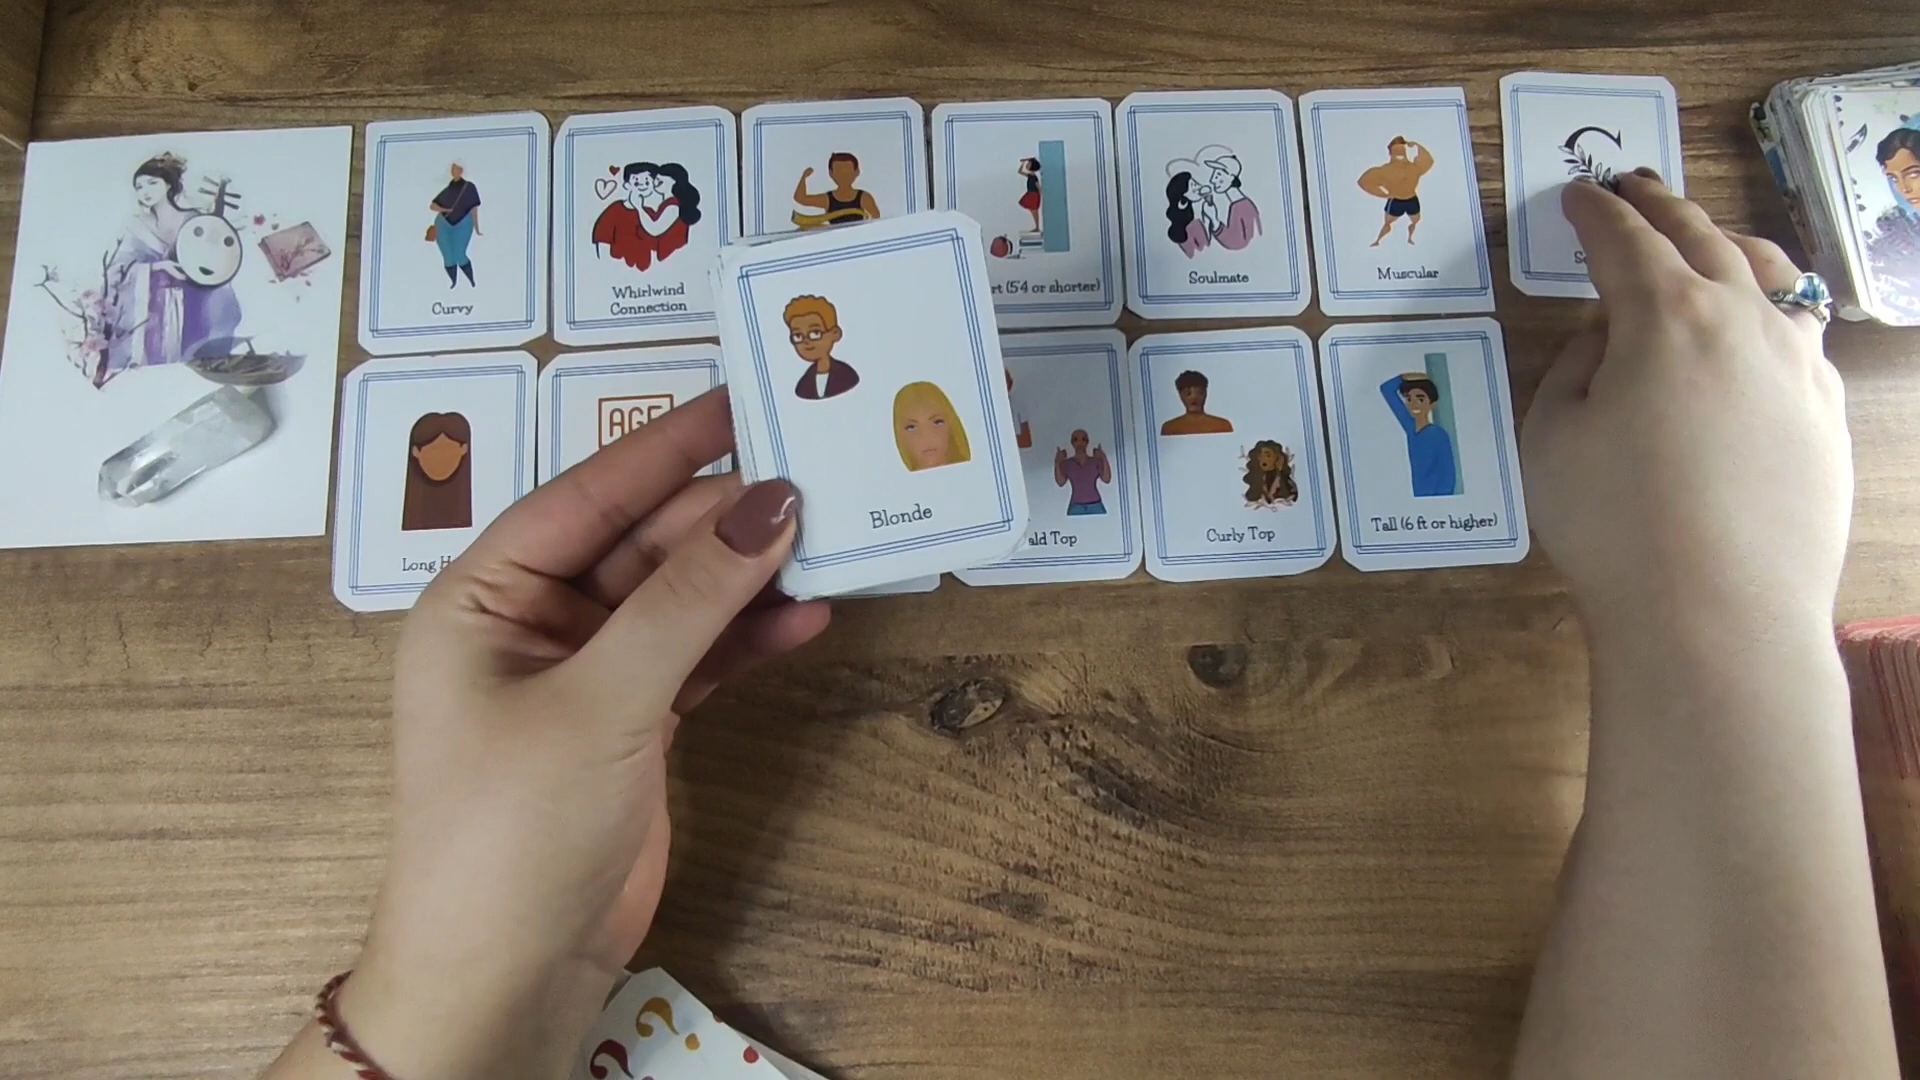 Curvy
Whirlwind
Connection
rt (5'4 or shorter)
Soulmate
Muscular
S
Long H
AGE
Blonde
ald Top
Curly Top
Tall (6 ft or higher)
? ?